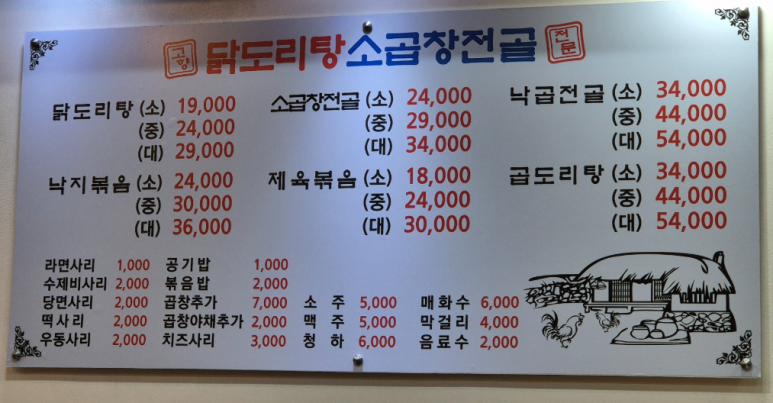 고향 닭도리탕 소곱창전골 전문
닭도리탕 (소) 19,000
(중) 24,000
(대) 29,000
소곱창전골 (소) 24,000
(중) 29,000
(대) 34,000
낙곱전골 (소) 34,000
(중) 44,000
(대) 54,000
낙지볶음 (소) 24,000
(중) 30,000
(대) 36,000
제육볶음 (소) 18,000
(중) 24,000
(대) 30,000
곱도리탕 (소) 34,000
(중) 44,000
(대) 54,000
라면사리 1,000
수제비사리 2,000
당면사리 2,000
떡사리 2,000
우동사리 2,000
공기밥 1,000
볶음밥 2,000
곱창추가 7,000
곱창야채추가 2,000
치즈사리 3,000
소주 5,000
맥주 5,000
청하 6,000
매화수 6,000
막걸리 4,000
음료수 2,000